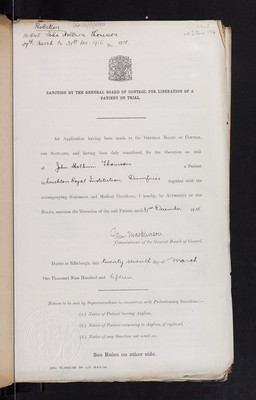 Probation
John Hotham Thomson
27th March to 31st Dec. 1915
SANCTION BY THE GENERAL BOARD OF CONTROL FOR LIBERATION OF A
PATIENT ON TRIAL.
An Application having been made to the GENERAL BOARD OF CONTROL
FOR SCOTLAND, and having been duly considered, for the liberation on trial
of John Hotham Thomson a Patient
in Crichton Royal Institution Dumfries together with the
accompanying Statement and Medical Certificate, I hereby, by AUTHORITY OF THE
BOARD, sanction the liberation of the said Patient until 31st December 1915.
Commissioner of the General Board of Control.
DATED at Edinburgh, this twenty seventh day of March
One Thousand Nine Hundred and fifteen
Notices to be sent by Superintendents in connection with Probationary Sanctions:—
(1.) Notice of Patient leaving Asylum.
(2.) Notice of Patient returning to Asylum, if replaced.
(3.) Notice of any Sanction not acted on.
See Rules on other side.